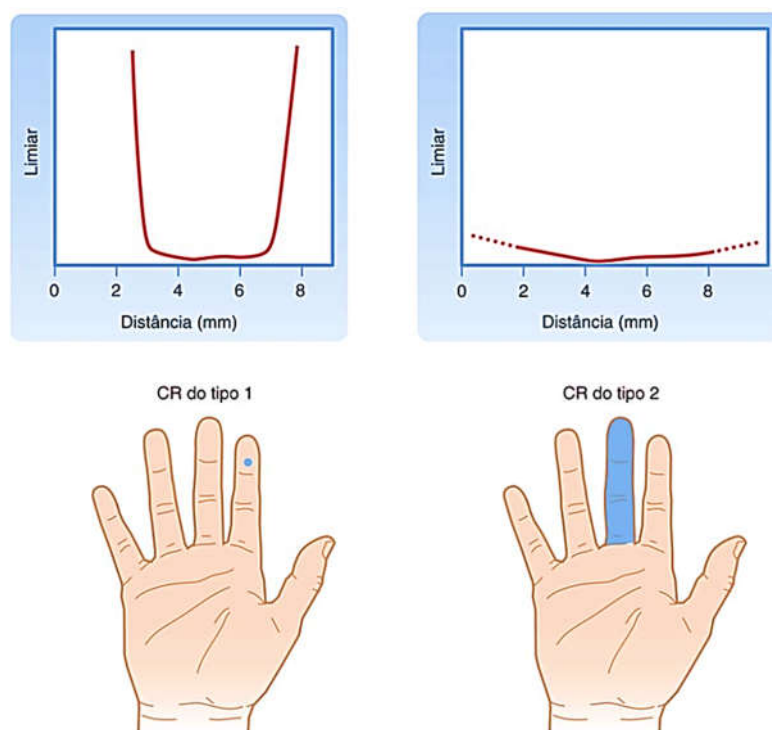 Limiar
0 2 4 6 8
Distância (mm)
Limiar
0 2 4 6 8
Distância (mm)
CR do tipo 1
CR do tipo 2